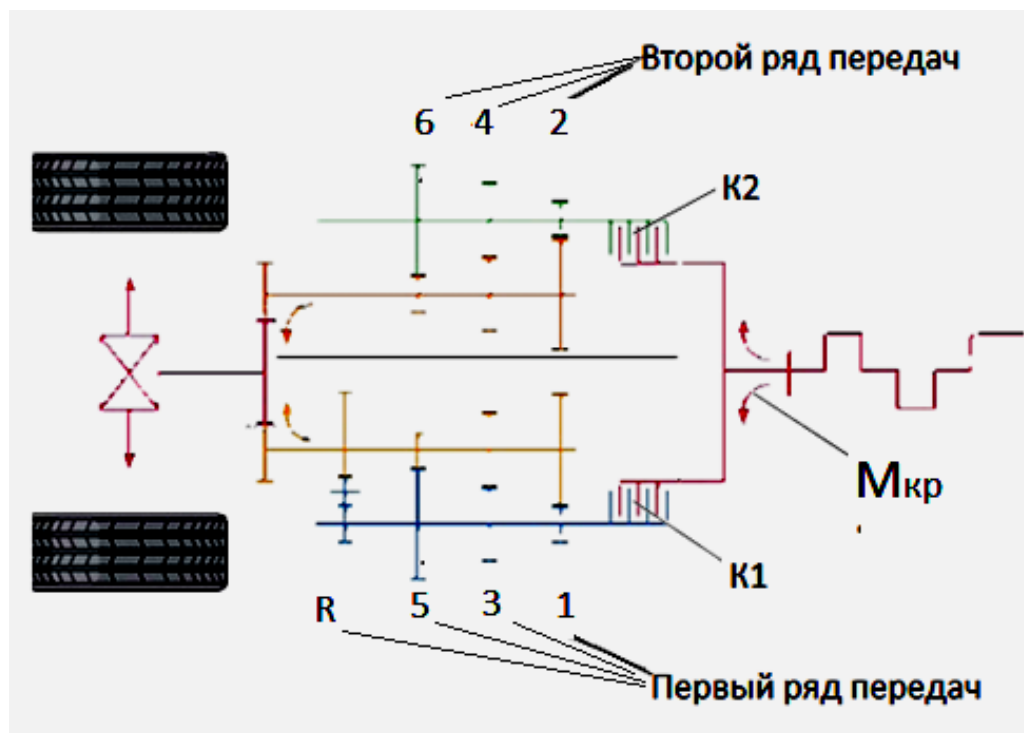 Второй ряд передач
6 4 2
К2
Мкр
К1
R 5 3 1
Первый ряд передач